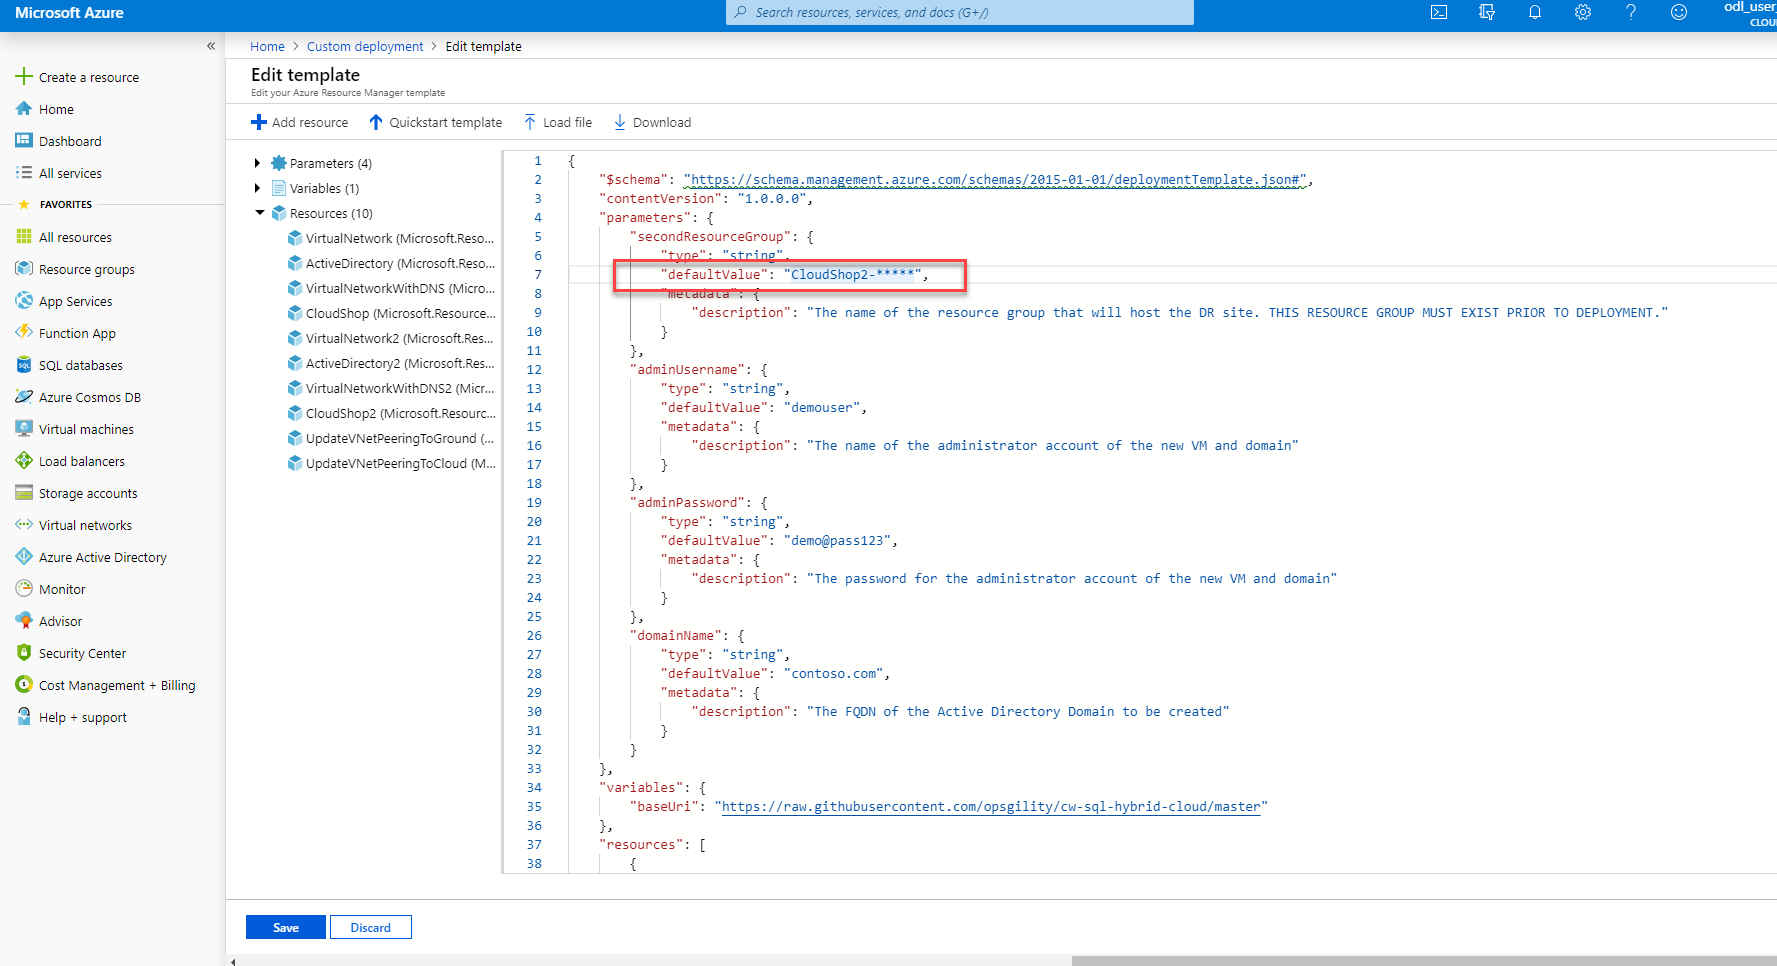 Microsoft Azure
Search resources, services, and docs (G+/)
odl_user
CLOU
Home > Custom deployment > Edit template
Edit template
Edit your Azure Resource Manager template
Add resource
Quickstart template
Load file
Download
Create a resource
Home
Dashboard
All services
FAVORITES
All resources
Resource groups
App Services
Function App
SQL databases
Azure Cosmos DB
Virtual machines
Load balancers
Storage accounts
Virtual networks
Azure Active Directory
Monitor
Advisor
Security Center
Cost Management + Billing
Help + support
Parameters (4)
Variables (1)
Resources (10)
VirtualNetwork (Microsoft.Reso...
ActiveDirectory (Microsoft.Reso...
VirtualNetworkWithDNS (Micro...
CloudShop (Microsoft.Resource...
VirtualNetwork2 (Microsoft.Res...
ActiveDirectory2 (Microsoft.Res...
VirtualNetworkWithDNS2 (Micr...
CloudShop2 (Microsoft.Resourc...
UpdateVNetPeeringToGround (...
UpdateVNetPeeringToCloud (M...
1 {
2 "$schema": "https://schema.management.azure.com/schemas/2015-01-01/deploymentTemplate.json#",
3 "contentVersion": "1.0.0.0",
4 "parameters": {
5 "secondResourceGroup": {
6 "type": "string",
7 "defaultValue": "CloudShop2-*****",
8 "metadata": {
9 "description": "The name of the resource group that will host the DR site. THIS RESOURCE GROUP MUST EXIST PRIOR TO DEPLOYMENT."
10 }
11 },
12 "adminUsername": {
13 "type": "string",
14 "defaultValue": "demouser",
15 "metadata": {
16 "description": "The name of the administrator account of the new VM and domain"
17 }
18 },
19 "adminPassword": {
20 "type": "string",
21 "defaultValue": "demo@pass123",
22 "metadata": {
23 "description": "The password for the administrator account of the new VM and domain"
24 }
25 },
26 "domainName": {
27 "type": "string",
28 "defaultValue": "contoso.com",
29 "metadata": {
30 "description": "The FQDN of the Active Directory Domain to be created"
31 }
32 }
33 },
34 "variables": {
35 "baseUri": "https://raw.githubusercontent.com/opsgility/cw-sql-hybrid-cloud/master"
36 },
37 "resources": [
38 {
Save
Discard